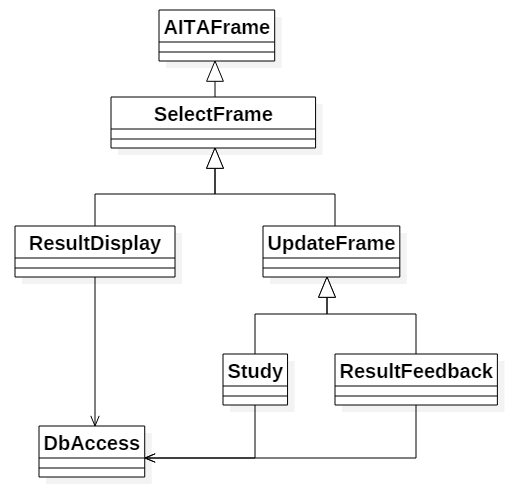 AITAFrame
SelectFrame
ResultDisplay
UpdateFrame
Study
ResultFeedback
DbAccess